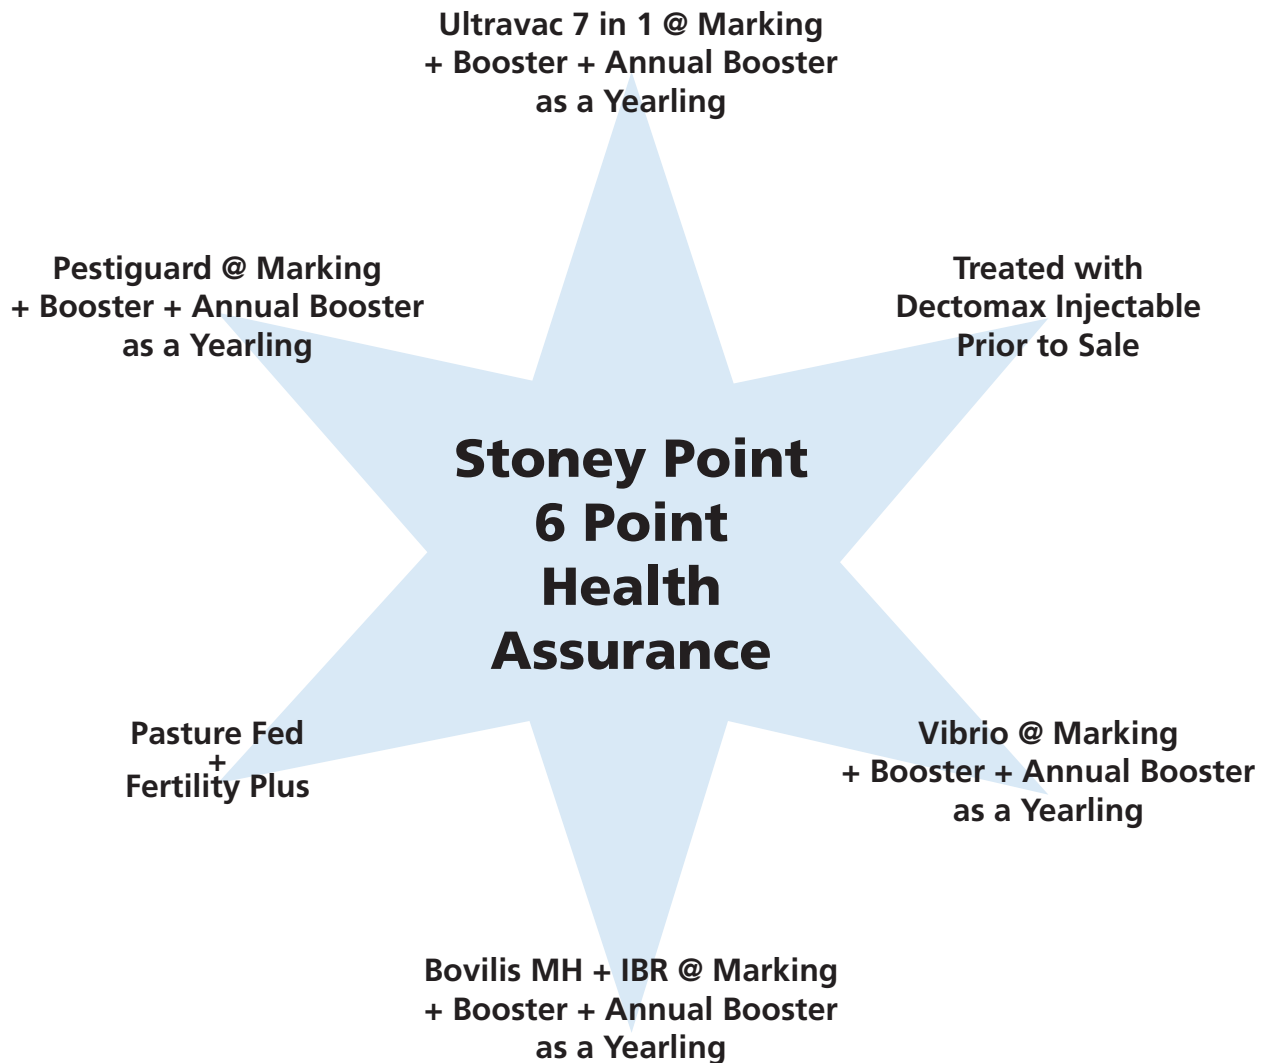 Ultravac 7 in 1 @ Marking
+ Booster + Annual Booster
as a Yearling
Pestiguard @ Marking
+ Booster + Annual Booster
as a Yearling
Treated with
Dectomax Injectable
Prior to Sale
Stoney Point
6 Point
Health
Assurance
Pasture Fed
+
Fertility Plus
Vibrio @ Marking
+ Booster + Annual Booster
as a Yearling
Bovilis MH + IBR @ Marking
+ Booster + Annual Booster
as a Yearling